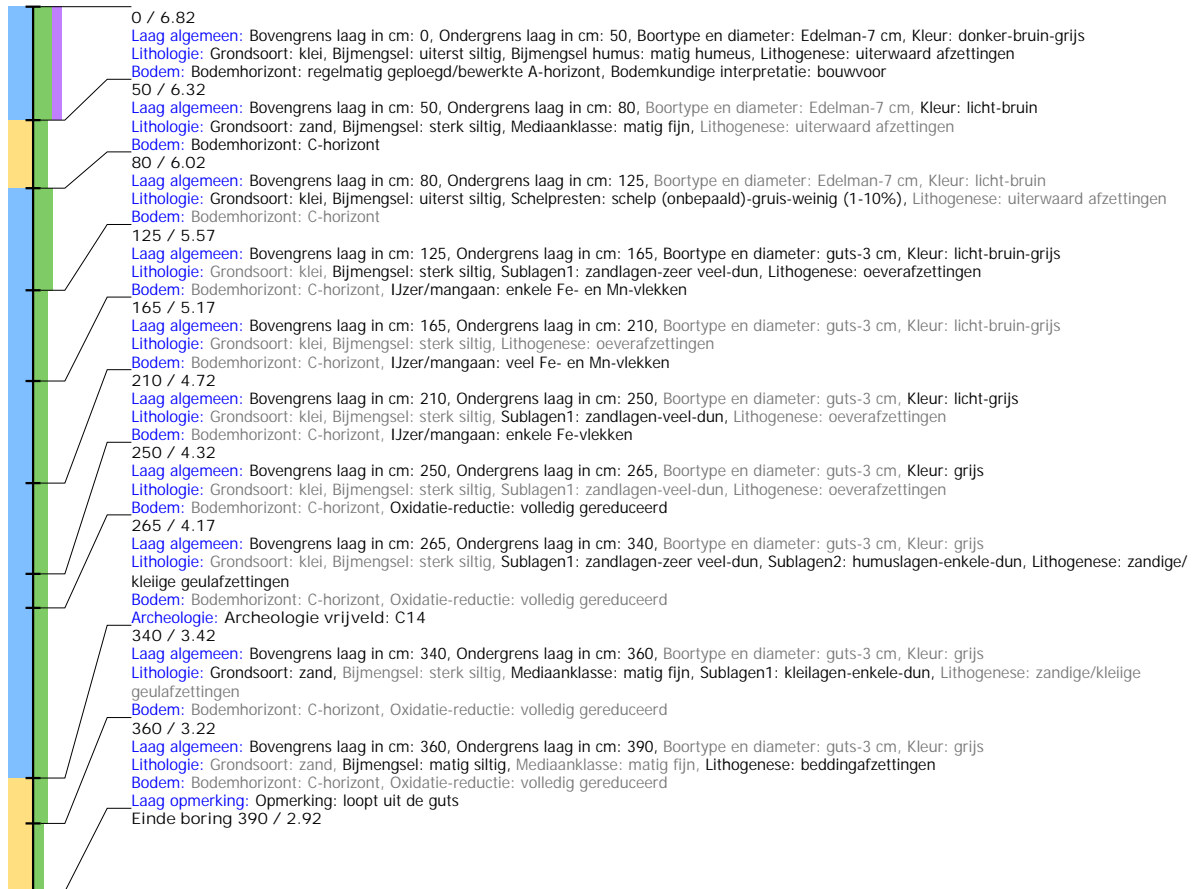 0 / 6.82
Laag algemeen: Bovengrens laag in cm: 0, Ondergrens laag in cm: 50, Boortype en diameter: Edelman-7 cm, Kleur: donker-bruin-grijs
Lithologie: Grondsoort: klei, Bijmengsel: uiterst siltig, Bijmengsel humus: matig humeus, Lithogenese: uiterwaard afzettingen
Bodem: Bodemhorizont: regelmatig geploegd/bewerkte A-horizont, Bodemkundige interpretatie: bouwvoor
50 / 6.32
Laag algemeen: Bovengrens laag in cm: 50, Ondergrens laag in cm: 80, Boortype en diameter: Edelman-7 cm, Kleur: licht-bruin
Lithologie: Grondsoort: zand, Bijmengsel: sterk siltig, Mediaanklasse: matig fijn, Lithogenese: uiterwaard afzettingen
Bodem: Bodemhorizont: C-horizont
80 / 6.02
Laag algemeen: Bovengrens laag in cm: 80, Ondergrens laag in cm: 125, Boortype en diameter: Edelman-7 cm, Kleur: licht-bruin
Lithologie: Grondsoort: klei, Bijmengsel: uiterst siltig, Schelpresten: schelp (onbepaald)-gruis-weinig (1-10%), Lithogenese: uiterwaard afzettingen
Bodem: Bodemhorizont: C-horizont
125 / 5.57
Laag algemeen: Bovengrens laag in cm: 125, Ondergrens laag in cm: 165, Boortype en diameter: guts-3 cm, Kleur: licht-bruin-grijs
Lithologie: Grondsoort: klei, Bijmengsel: sterk siltig, Sublagen1: zandlagen-zeer veel-dun, Lithogenese: oeverafzettingen
Bodem: Bodemhorizont: C-horizont, IJzer/mangaan: enkele Fe- en Mn-vlekken
165 / 5.17
Laag algemeen: Bovengrens laag in cm: 165, Ondergrens laag in cm: 210, Boortype en diameter: guts-3 cm, Kleur: licht-bruin-grijs
Lithologie: Grondsoort: klei, Bijmengsel: sterk siltig, Lithogenese: oeverafzettingen
Bodem: Bodemhorizont: C-horizont, IJzer/mangaan: veel Fe- en Mn-vlekken
210 / 4.72
Laag algemeen: Bovengrens laag in cm: 210, Ondergrens laag in cm: 250, Boortype en diameter: guts-3 cm, Kleur: licht-grijs
Lithologie: Grondsoort: klei, Bijmengsel: sterk siltig, Sublagen1: zandlagen-veel-dun, Lithogenese: oeverafzettingen
Bodem: Bodemhorizont: C-horizont, IJzer/mangaan: enkele Fe-vlekken
250 / 4.32
Laag algemeen: Bovengrens laag in cm: 250, Ondergrens laag in cm: 265, Boortype en diameter: guts-3 cm, Kleur: grijs
Lithologie: Grondsoort: klei, Bijmengsel: sterk siltig, Sublagen1: zandlagen-veel-dun, Lithogenese: oeverafzettingen
Bodem: Bodemhorizont: C-horizont, Oxidatie-reductie: volledig gereduceerd
265 / 4.17
Laag algemeen: Bovengrens laag in cm: 265, Ondergrens laag in cm: 340, Boortype en diameter: guts-3 cm, Kleur: grijs
Lithologie: Grondsoort: klei, Bijmengsel: sterk siltig, Sublagen1: zandlagen-zeer veel-dun, Sublagen2: humuslagen-enkele-dun, Lithogenese: zandige/
kleiige geulafzettingen
Bodem: Bodemhorizont: C-horizont, Oxidatie-reductie: volledig gereduceerd
Archeologie: Archeologie vrijveld: C14
340 / 3.42
Laag algemeen: Bovengrens laag in cm: 340, Ondergrens laag in cm: 360, Boortype en diameter: guts-3 cm, Kleur: grijs
Lithologie: Grondsoort: zand, Bijmengsel: sterk siltig, Mediaanklasse: matig fijn, Sublagen1: kleilagen-enkele-dun, Lithogenese: zandige/kleiige
geulafzettingen
Bodem: Bodemhorizont: C-horizont, Oxidatie-reductie: volledig gereduceerd
360 / 3.22
Laag algemeen: Bovengrens laag in cm: 360, Ondergrens laag in cm: 390, Boortype en diameter: guts-3 cm, Kleur: grijs
Lithologie: Grondsoort: zand, Bijmengsel: matig siltig, Mediaanklasse: matig fijn, Lithogenese: beddingafzettingen
Bodem: Bodemhorizont: C-horizont, Oxidatie-reductie: volledig gereduceerd
Laag opmerking: Opmerking: loopt uit de guts
Einde boring 390 / 2.92